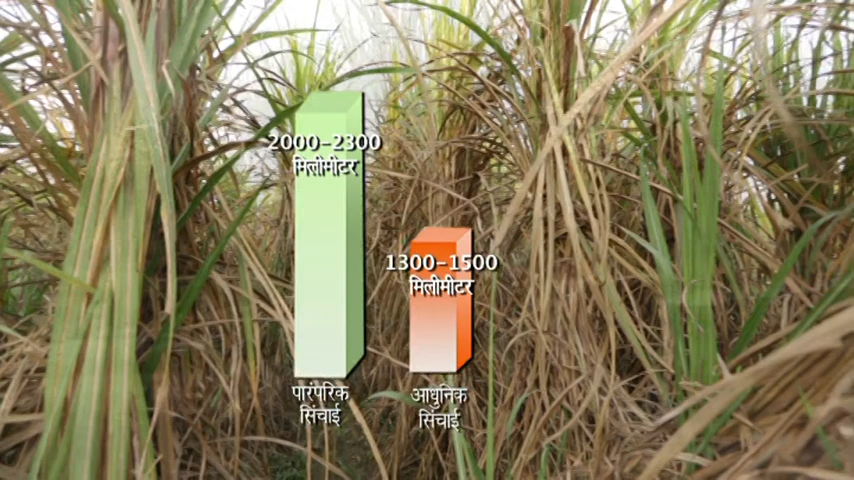 2000-2300
मिलीमीटर
1300-1500
मिलीमीटर
पारंपरिक
सिंचाई
आधुनिक
सिंचाई